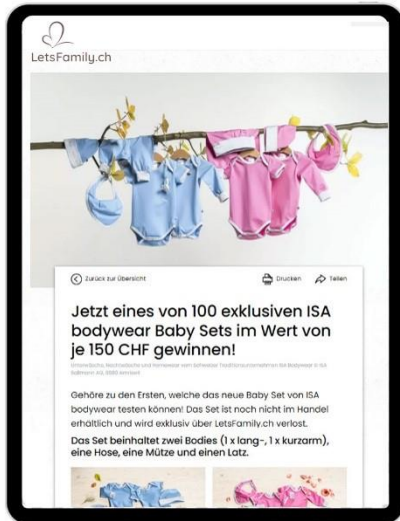 LetsFamily.ch
Zurück zur Übersicht
Drucken
Teilen
Jetzt eines von 100 exklusiven ISA
bodywear Baby Sets im Wert von
je 150 CHF gewinnen!
Gehöre zu den Ersten, welche das neue Baby Set von ISA
bodywear testen können! Das Set ist noch nicht im Handel
erhältlich und wird exklusiv über LetsFamily.ch verlost.
Das Set beinhaltet zwei Bodies (1 x lang-, 1 x kurzarm),
eine Hose, eine Mütze und einen Latz.